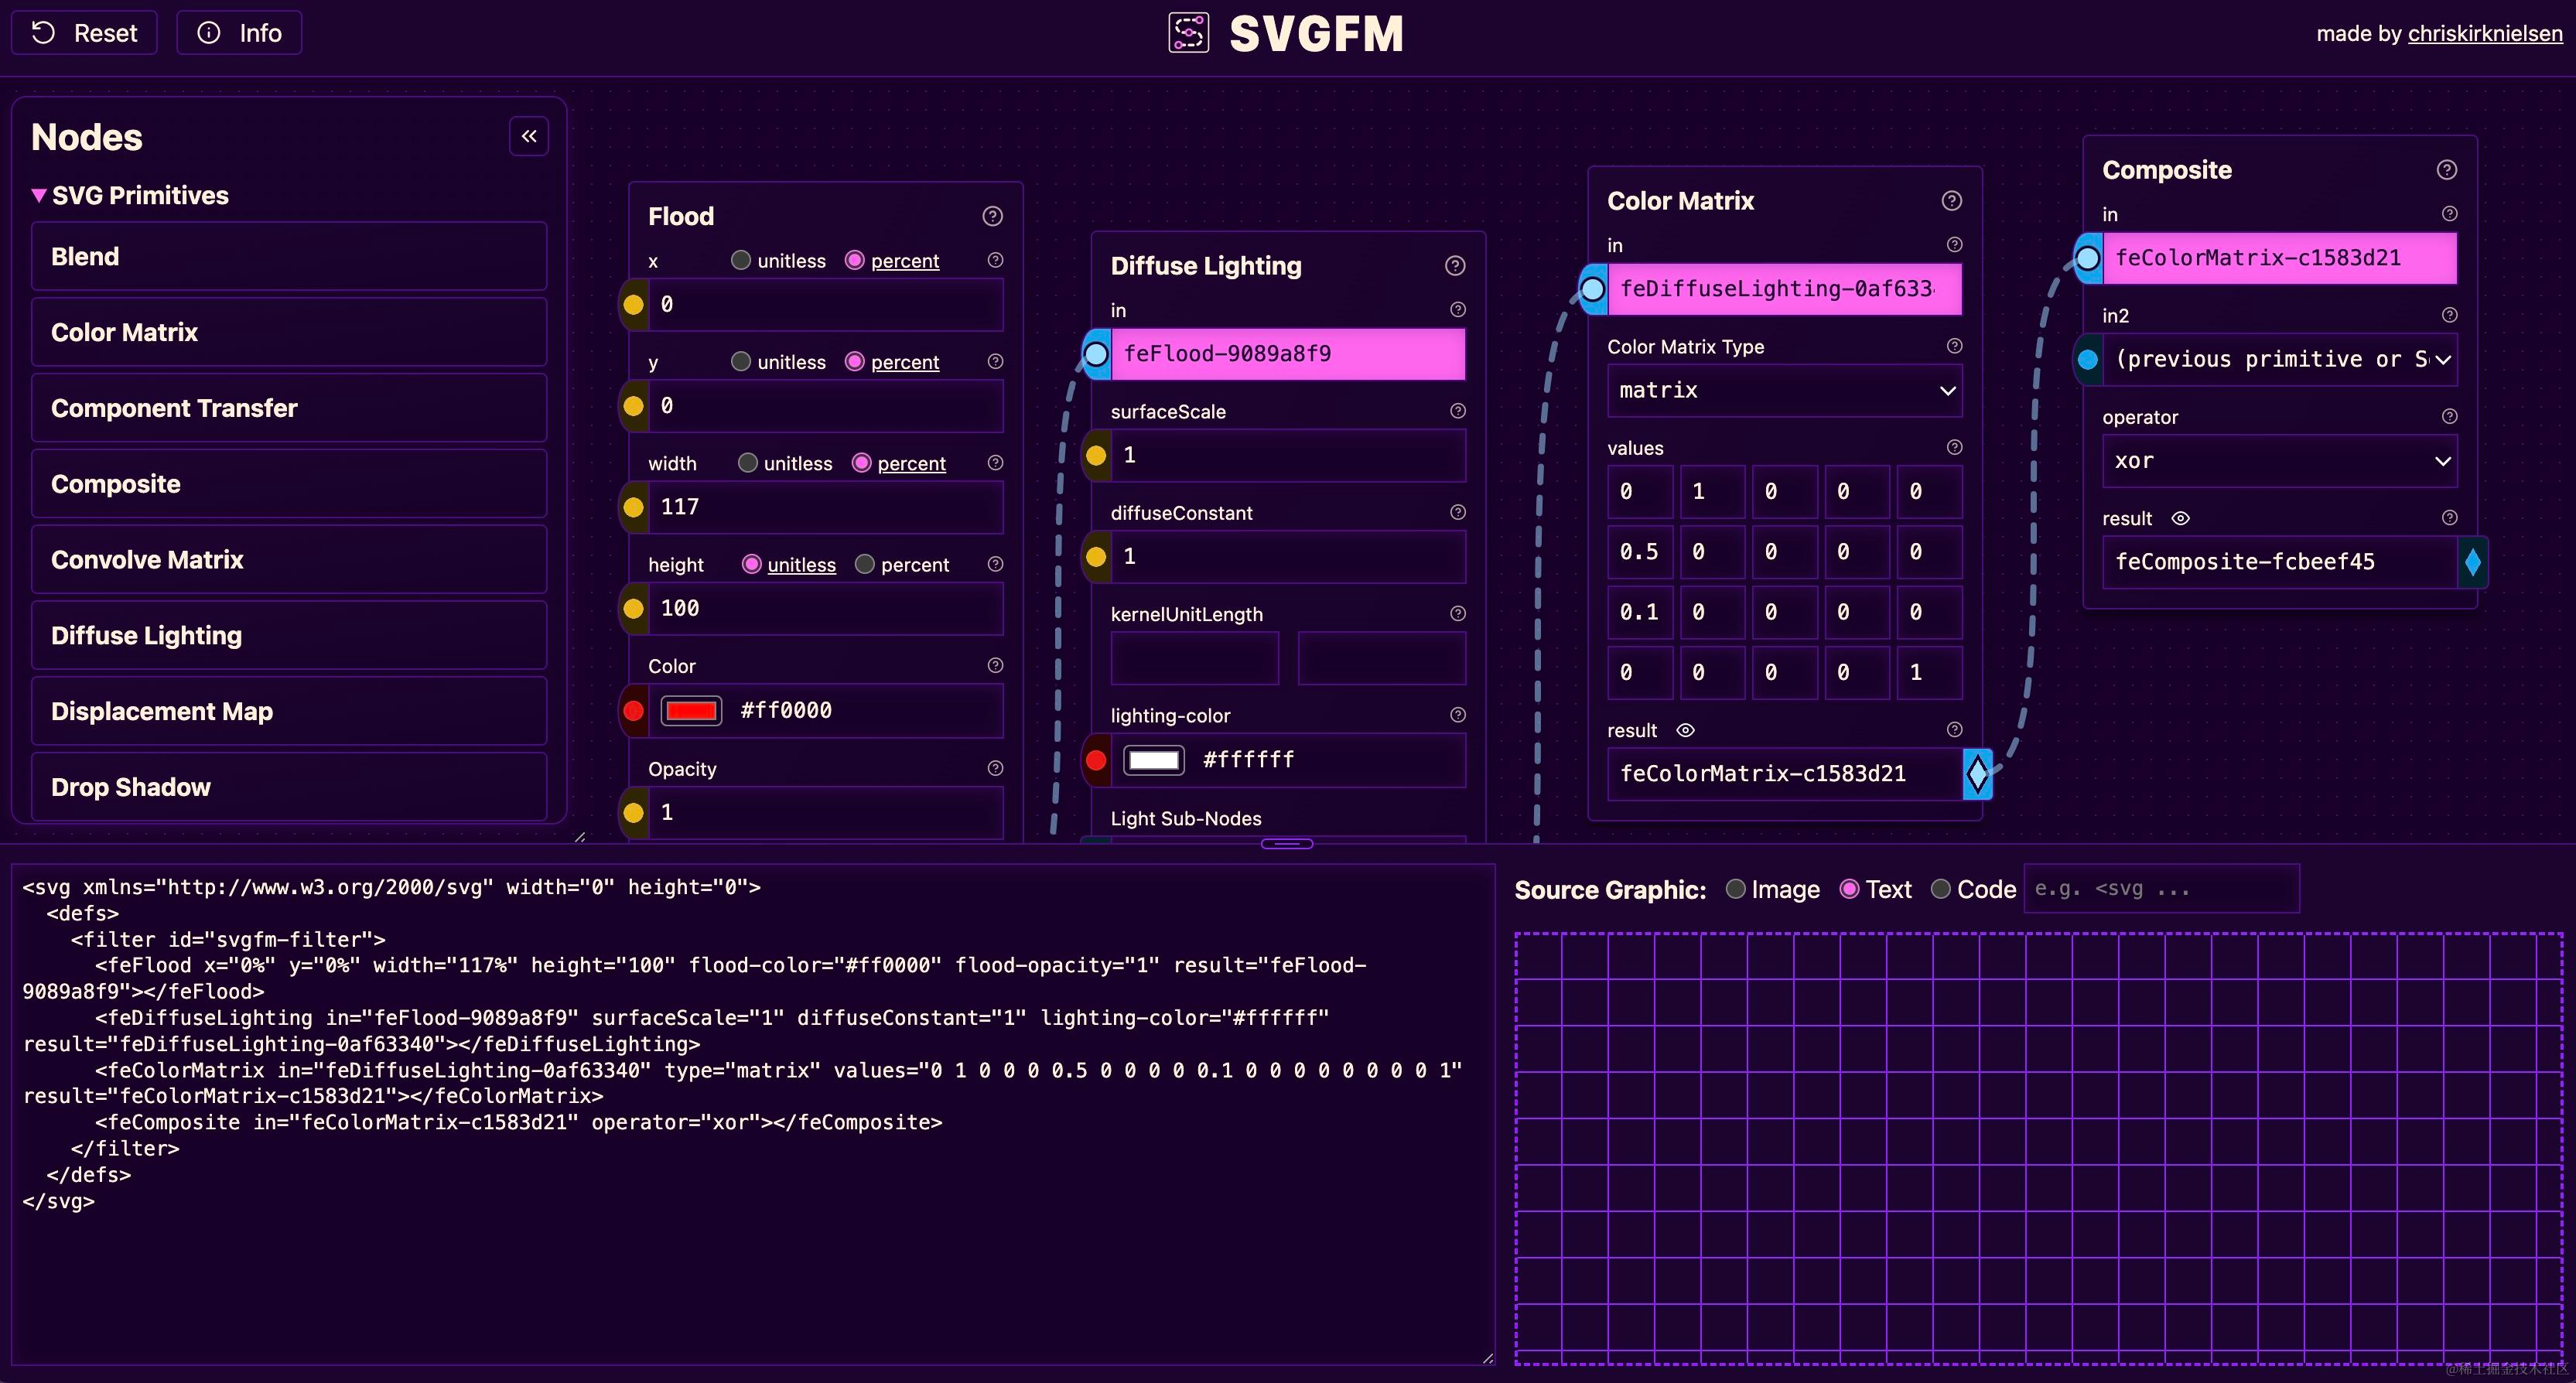 Reset
Info
SVGFM
made by chriskirknielsen
Nodes
SVG Primitives
Blend
Color Matrix
Component Transfer
Composite
Convolve Matrix
Diffuse Lighting
Displacement Map
Drop Shadow
Flood
x unitless percent
0
y unitless percent
0
width unitless percent
117
height unitless percent
100
Color
#ff0000
Opacity
1
Diffuse Lighting
in
feFlood-9089a8f9
surfaceScale
1
diffuseConstant
1
kernelUnitLength
lighting-color
#ffffff
Light Sub-Nodes
Color Matrix
in
feDiffuseLighting-0af633
Color Matrix Type
matrix
values
0 1 0 0 0
0.5 0 0 0 0
0.1 0 0 0 0
0 0 0 0 1
result
feColorMatrix-c1583d21
Composite
in
feColorMatrix-c1583d21
in2
(previous primitive or S
operator
xor
result
feComposite-fcbeef45
<svg xmlns="http://www.w3.org/2000/svg" width="0" height="0">
<defs>
<filter id="svgfm-filter">
<feFlood x="0%" y="0%" width="117%" height="100" flood-color="#ff0000" flood-opacity="1" result="feFlood-
9089a8f9"></feFlood>
<feDiffuseLighting in="feFlood-9089a8f9" surfaceScale="1" diffuseConstant="1" lighting-color="#ffffff"
result="feDiffuseLighting-0af63340"></feDiffuseLighting>
<feColorMatrix in="feDiffuseLighting-0af63340" type="matrix" values="0 1 0 0 0 0.5 0 0 0 0 0.1 0 0 0 0 0 0 0 0 1"
result="feColorMatrix-c1583d21"></feColorMatrix>
<feComposite in="feColorMatrix-c1583d21" operator="xor"></feComposite>
</filter>
</defs>
</svg>
Source Graphic: Image Text Code e.g. <svg ...
@稀土掘金技术社区